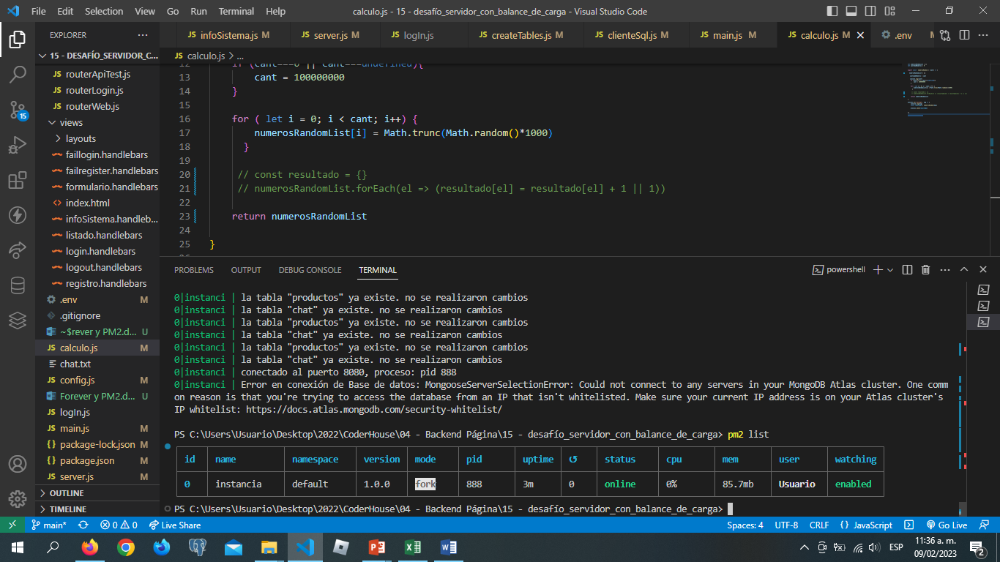 File Edit Selection View Go Run Terminal Help
calculo.js - 15 - desafío_servidor_con_balance_de_carga - Visual Studio Code
EXPLORER ...
JS infoSistema.js M
JS server.js M
JS logIn.js
JS createTables.js M
JS clienteSql.js M
JS main.js M
JS calculo.js M
.env
15 - DESAFÍO_SERVIDOR_C...
JS calculo.js > ...
JS routerApiTest.js
JS routerLogin.js
JS routerWeb.js
views
layouts
faillogin.handlebars
failregister.handlebars
formulario.handlebars
index.html
infoSistema.handleb...
listado.handlebars
login.handlebars
logout.handlebars
registro.handlebars
.env M
.gitignore
~$rever y PM2.d... U
JS calculo.js M
chat.txt
JS config.js M
Forever y PM2.d... U
JS logIn.js
JS main.js M
{} package-lock.json M
{} package.json M
JS server.js M
OUTLINE
TIMELINE
15
12 if (cant===0 || cant===undefined){
13 cant = 100000000
14 }
15
16 for ( let i = 0; i < cant; i++) {
17 numerosRandomList[i] = Math.trunc(Math.random()*1000)
18 }
19
20 // const resultado = {}
21 // numerosRandomList.forEach(el => (resultado[el] = resultado[el] + 1 || 1))
22
23 return numerosRandomList
24
25 }
PROBLEMS OUTPUT DEBUG CONSOLE TERMINAL
powershell
0|instanci | la tabla "productos" ya existe. no se realizaron cambios
0|instanci | la tabla "chat" ya existe. no se realizaron cambios
0|instanci | la tabla "productos" ya existe. no se realizaron cambios
0|instanci | la tabla "chat" ya existe. no se realizaron cambios
0|instanci | la tabla "productos" ya existe. no se realizaron cambios
0|instanci | la tabla "chat" ya existe. no se realizaron cambios
0|instanci | conectado al puerto 8080, proceso: pid 888
0|instanci | Error en conexión de Base de datos: MongooseServerSelectionError: Could not connect to any servers in your MongoDB Atlas cluster. One comm
on reason is that you're trying to access the database from an IP that isn't whitelisted. Make sure your current IP address is on your Atlas cluster's
IP whitelist: https://docs.atlas.mongodb.com/security-whitelist/
PS C:\Users\Usuario\Desktop\2022\CoderHouse\04 - Backend Página\15 - desafío_servidor_con_balance_de_carga> pm2 list
id name namespace version mode pid uptime ↺ status cpu mem user watching
0 instancia default 1.0.0 fork 888 3m 0 online 0% 85.7mb Usuario enabled
PS C:\Users\Usuario\Desktop\2022\CoderHouse\04 - Backend Página\15 - desafío_servidor_con_balance_de_carga>
main* 0 0 Live Share
Spaces: 4 UTF-8 CRLF {} JavaScript Go Live
ESP
11:36 a. m.
09/02/2023
2